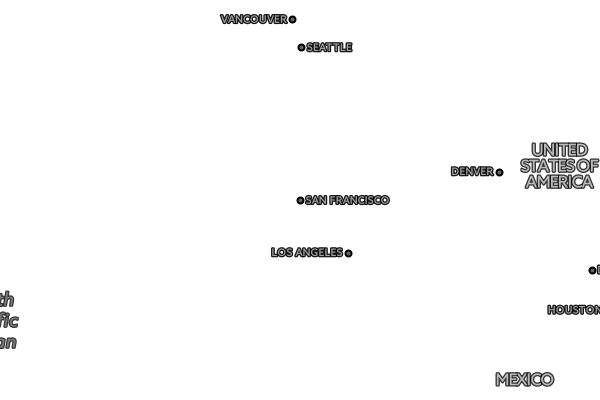 VANCOUVER
SEATTLE
UNITED
STATES OF
AMERICA
DENVER
SAN FRANCISCO
LOS ANGELES
th
fic
an
HOUSTON
MEXICO